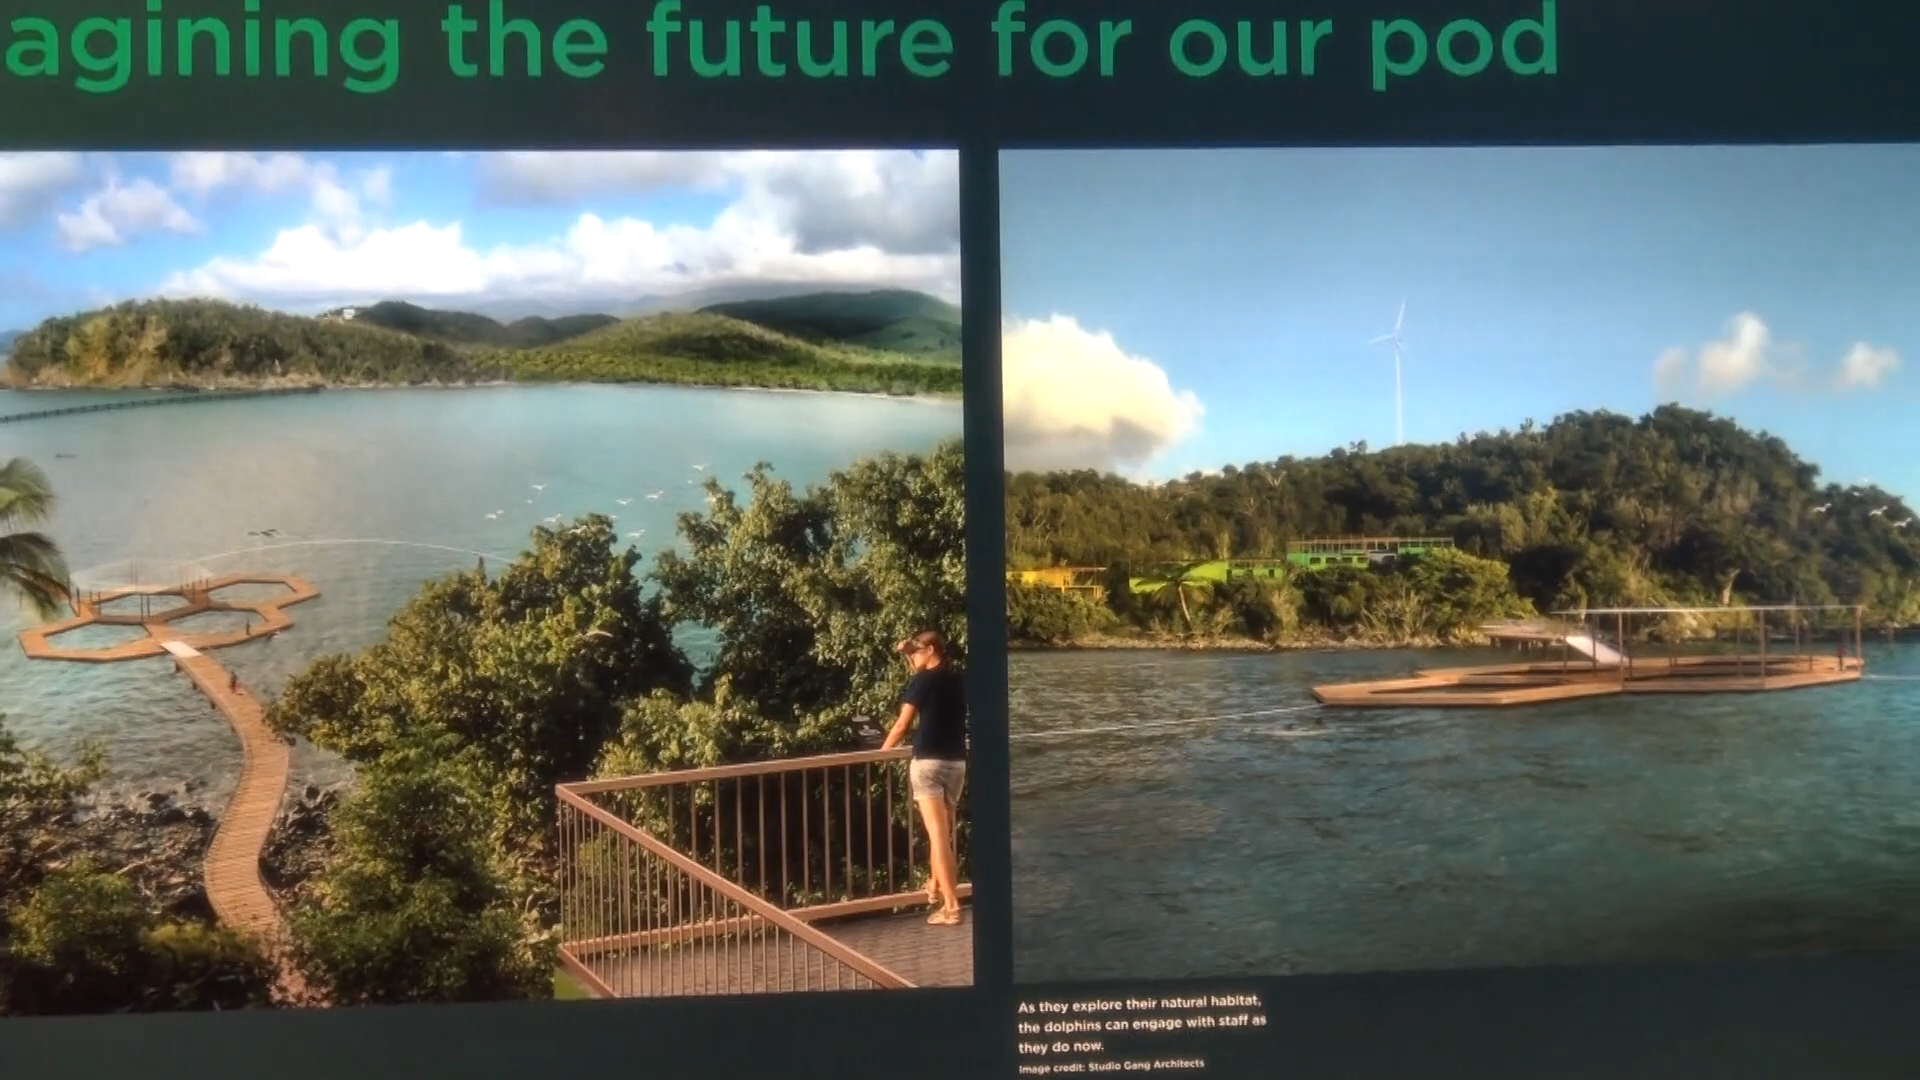 agining the future for our pod
As they explore their natural habitat,
the dolphins can engage with staff as
they do now.
Image credit: Studio Gang Architects